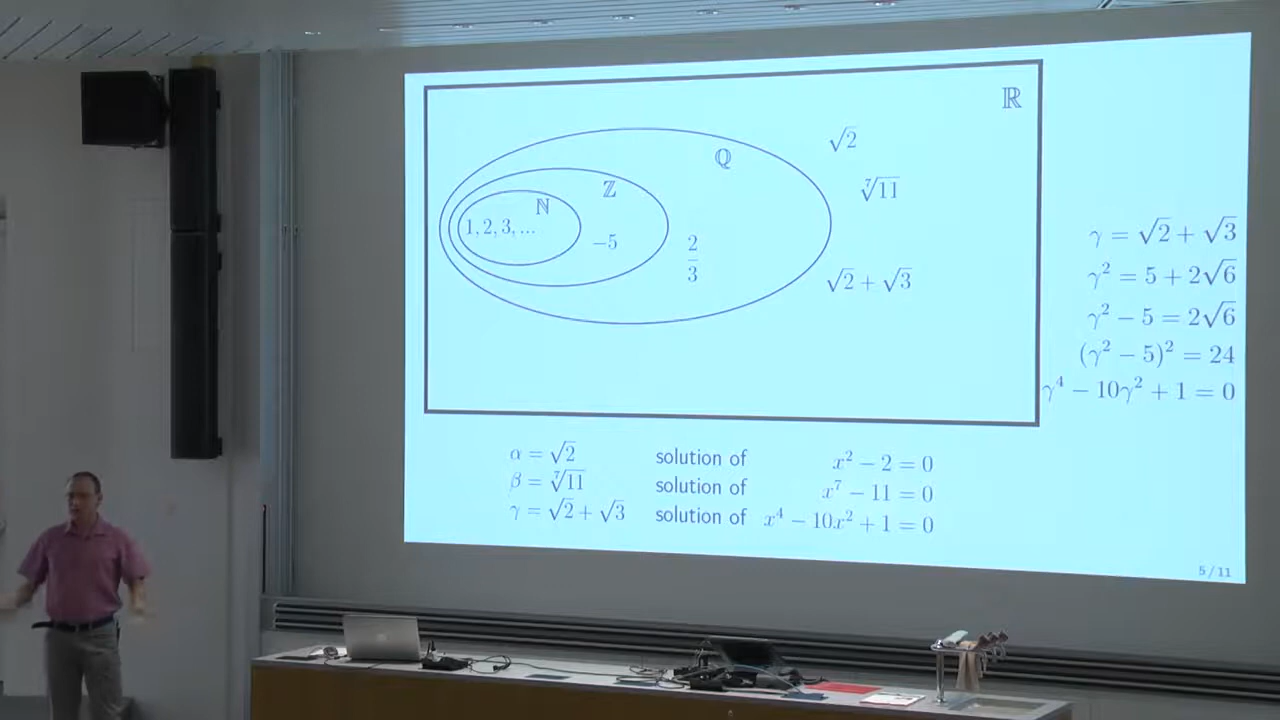 ℝ
√2
ℚ
⁷√11
ℤ
ℕ
1, 2, 3, ...
−5
2/3
√2 + √3
γ = √2 + √3
γ² = 5 + 2√6
γ² − 5 = 2√6
(γ² − 5)² = 24
γ⁴ − 10γ² + 1 = 0
α = √2 solution of x² − 2 = 0
β = ⁷√11 solution of x⁷ − 11 = 0
γ = √2 + √3 solution of x⁴ − 10x² + 1 = 0
5 / 11